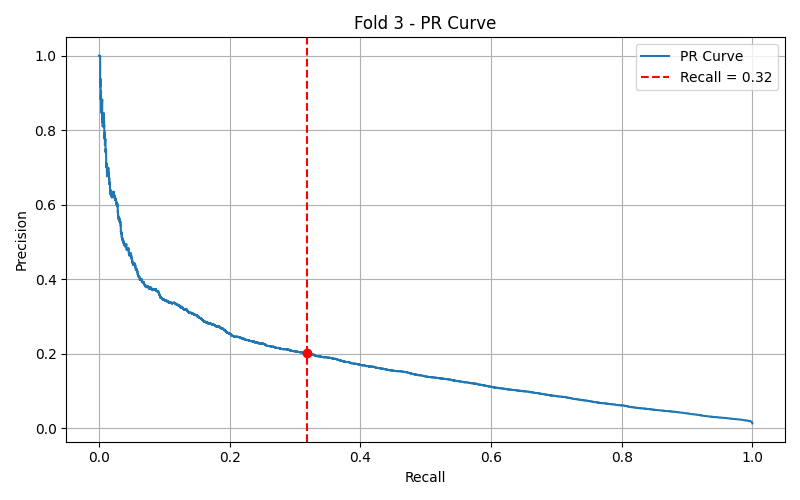 Fold 3 - PR Curve
PR Curve
Recall = 0.32
1.0
0.8
0.6
0.4
0.2
0.0
Precision
0.0 0.2 0.4 0.6 0.8 1.0
Recall